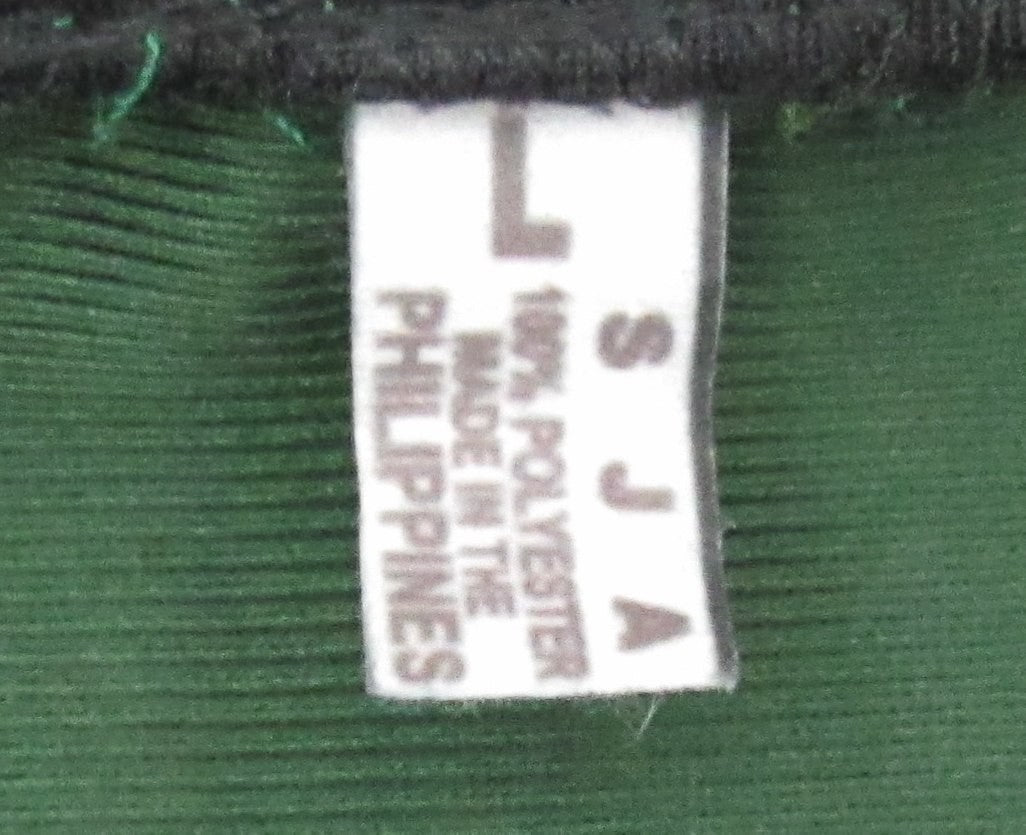 S J A
L
100% POLYESTER
MADE IN THE
PHILIPPINES